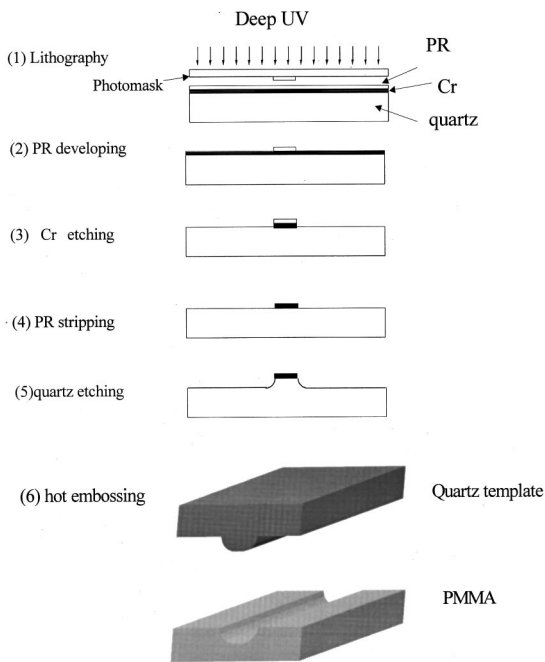 Deep UV
(1) Lithography
PR
Photomask
Cr
quartz
(2) PR developing
(3) Cr etching
(4) PR stripping
(5)quartz etching
(6) hot embossing
Quartz template
PMMA